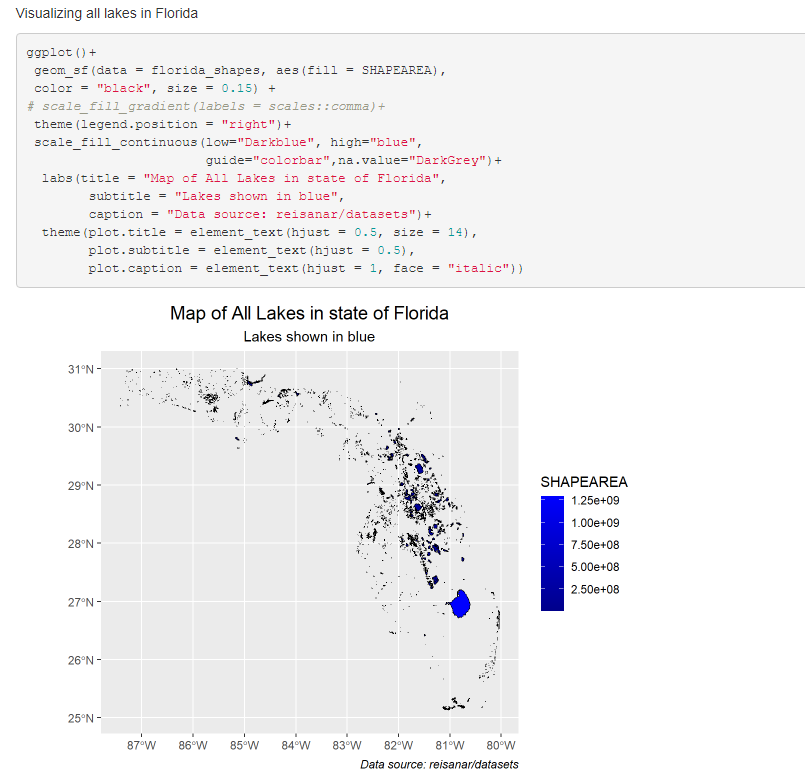 Visualizing all lakes in Florida
ggplot()+
geom_sf(data = florida_shapes, aes(fill = SHAPEAREA),
color = "black", size = 0.15) +
# scale_fill_gradient(labels = scales::comma)+
theme(legend.position = "right")+
scale_fill_continuous(low="Darkblue", high="blue",
guide="colorbar",na.value="DarkGrey")+
labs(title = "Map of All Lakes in state of Florida",
subtitle = "Lakes shown in blue",
caption = "Data source: reisanar/datasets")+
theme(plot.title = element_text(hjust = 0.5, size = 14),
plot.subtitle = element_text(hjust = 0.5),
plot.caption = element_text(hjust = 1, face = "italic"))
Map of All Lakes in state of Florida
Lakes shown in blue
31°N
30°N
29°N
28°N
27°N
26°N
25°N
87°W 86°W 85°W 84°W 83°W 82°W 81°W 80°W
SHAPEAREA
1.25e+09
1.00e+09
7.50e+08
5.00e+08
2.50e+08
Data source: reisanar/datasets